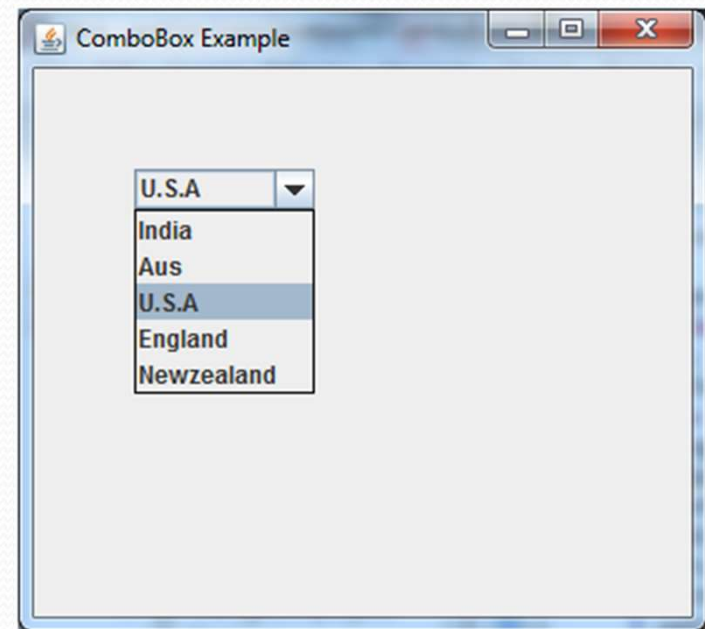 ComboBox Example
U.S.A
India
Aus
U.S.A
England
Newzealand